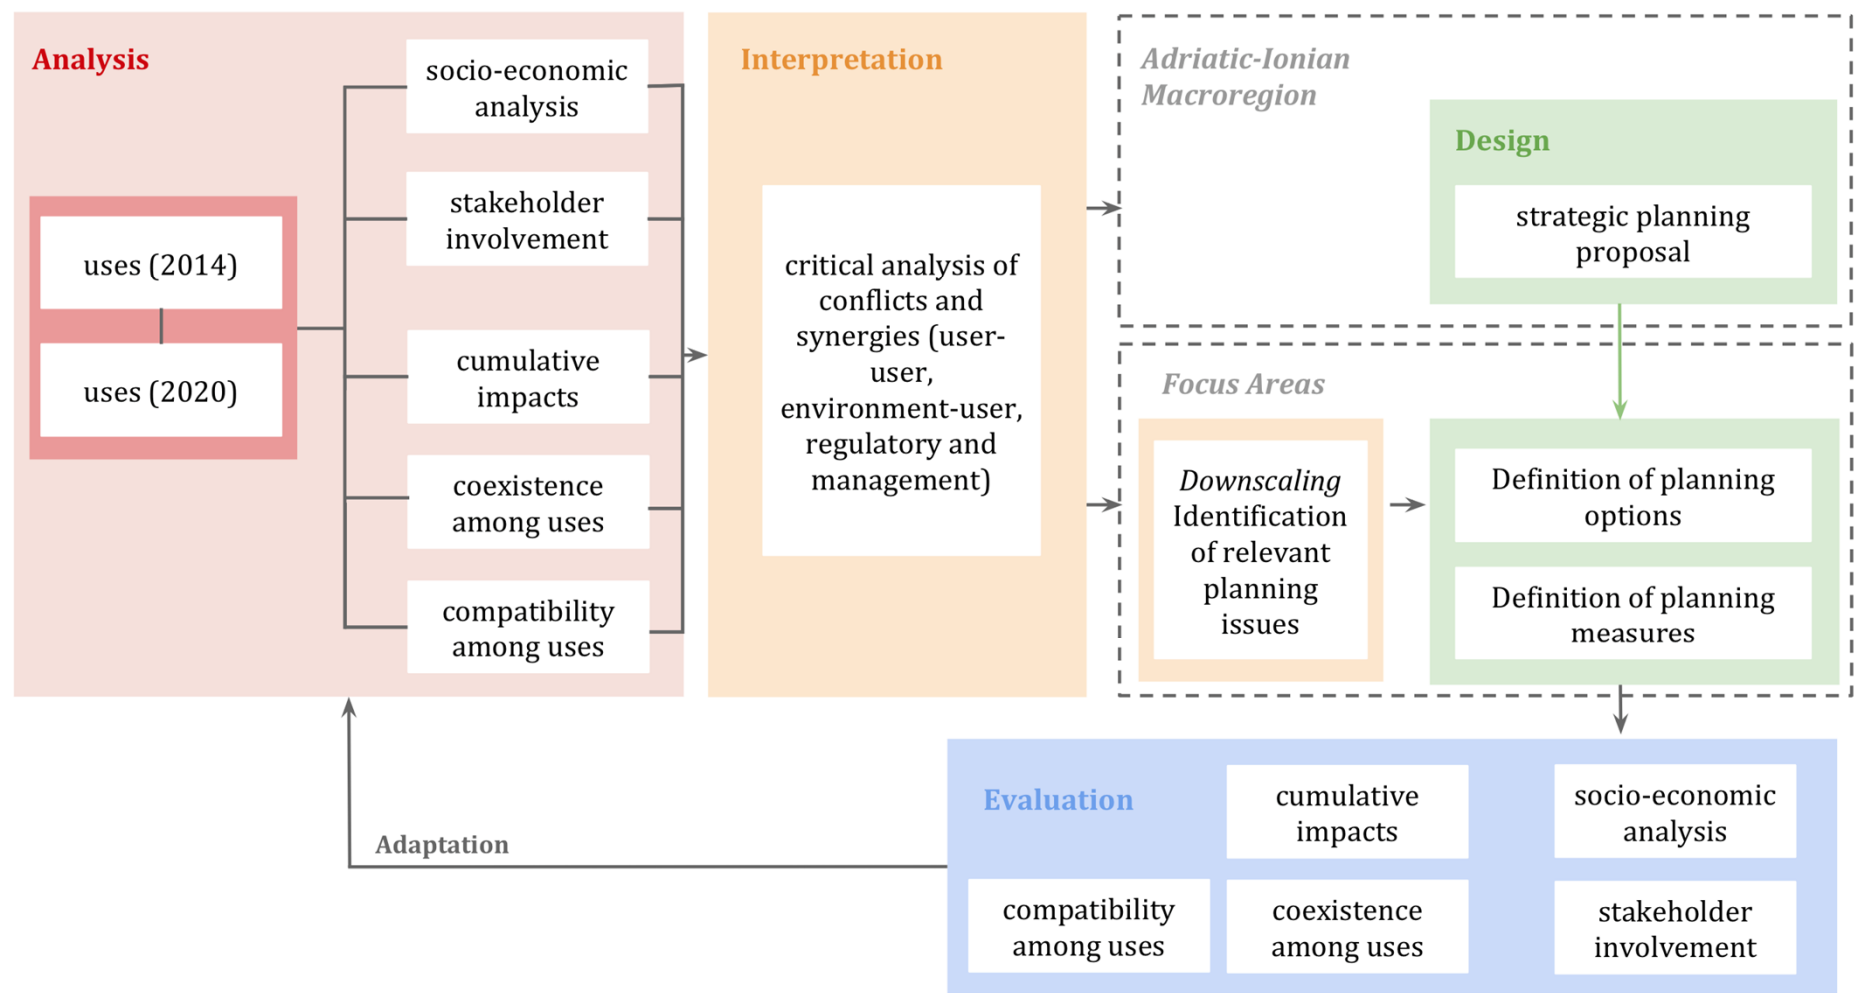 Analysis
uses (2014)
uses (2020)
socio-economic
analysis
stakeholder
involvement
cumulative
impacts
coexistence
among uses
compatibility
among uses
Interpretation
critical analysis of
conflicts and
synergies (user-
user,
environment-user,
regulatory and
management)
Adriatic-Ionian
Macroregion
Design
strategic planning
proposal
Focus Areas
Downscaling
Identification
of relevant
planning
issues
Definition of planning
options
Definition of planning
measures
Evaluation
cumulative
impacts
socio-economic
analysis
compatibility
among uses
coexistence
among uses
stakeholder
involvement
Adaptation